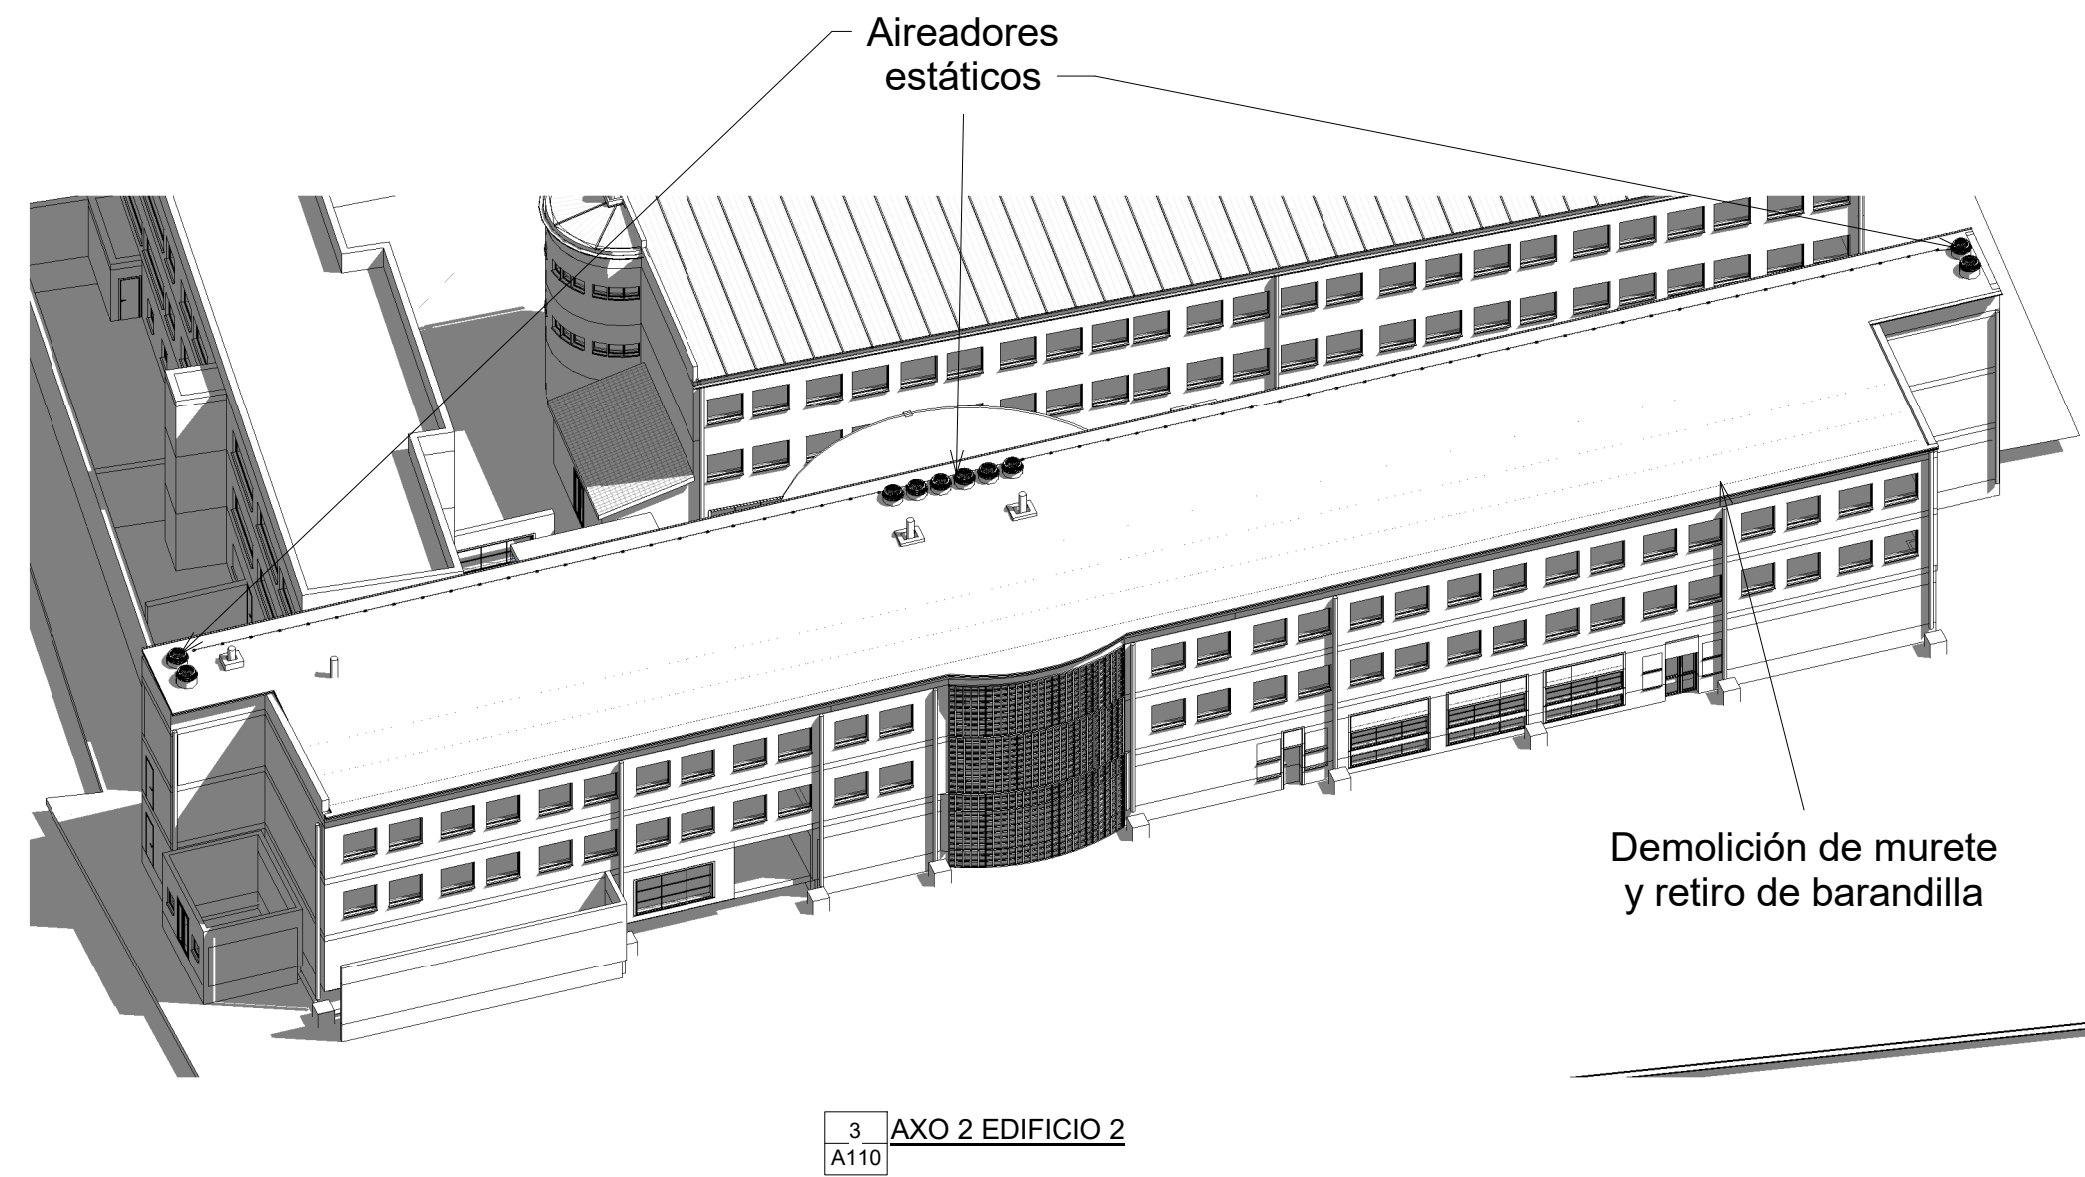 Aireadores
estáticos
Demolición de murete
y retiro de barandilla
3
A110
AXO 2 EDIFICIO 2